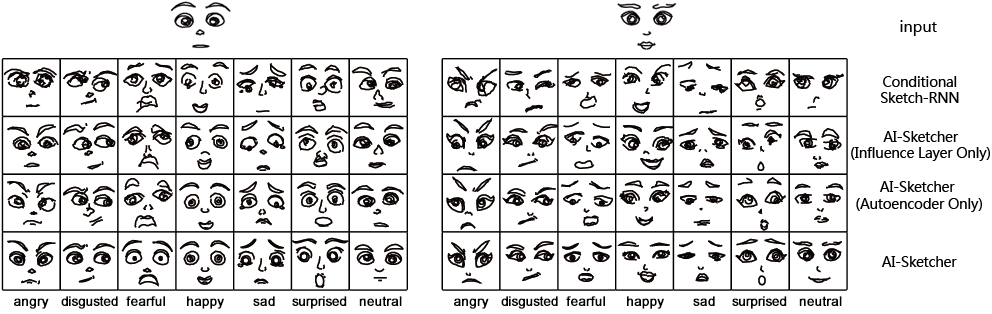 input
Conditional
Sketch-RNN
AI-Sketcher
(Influence Layer Only)
AI-Sketcher
(Autoencoder Only)
AI-Sketcher
angry disgusted fearful happy sad surprised neutral angry disgusted fearful happy sad surprised neutral